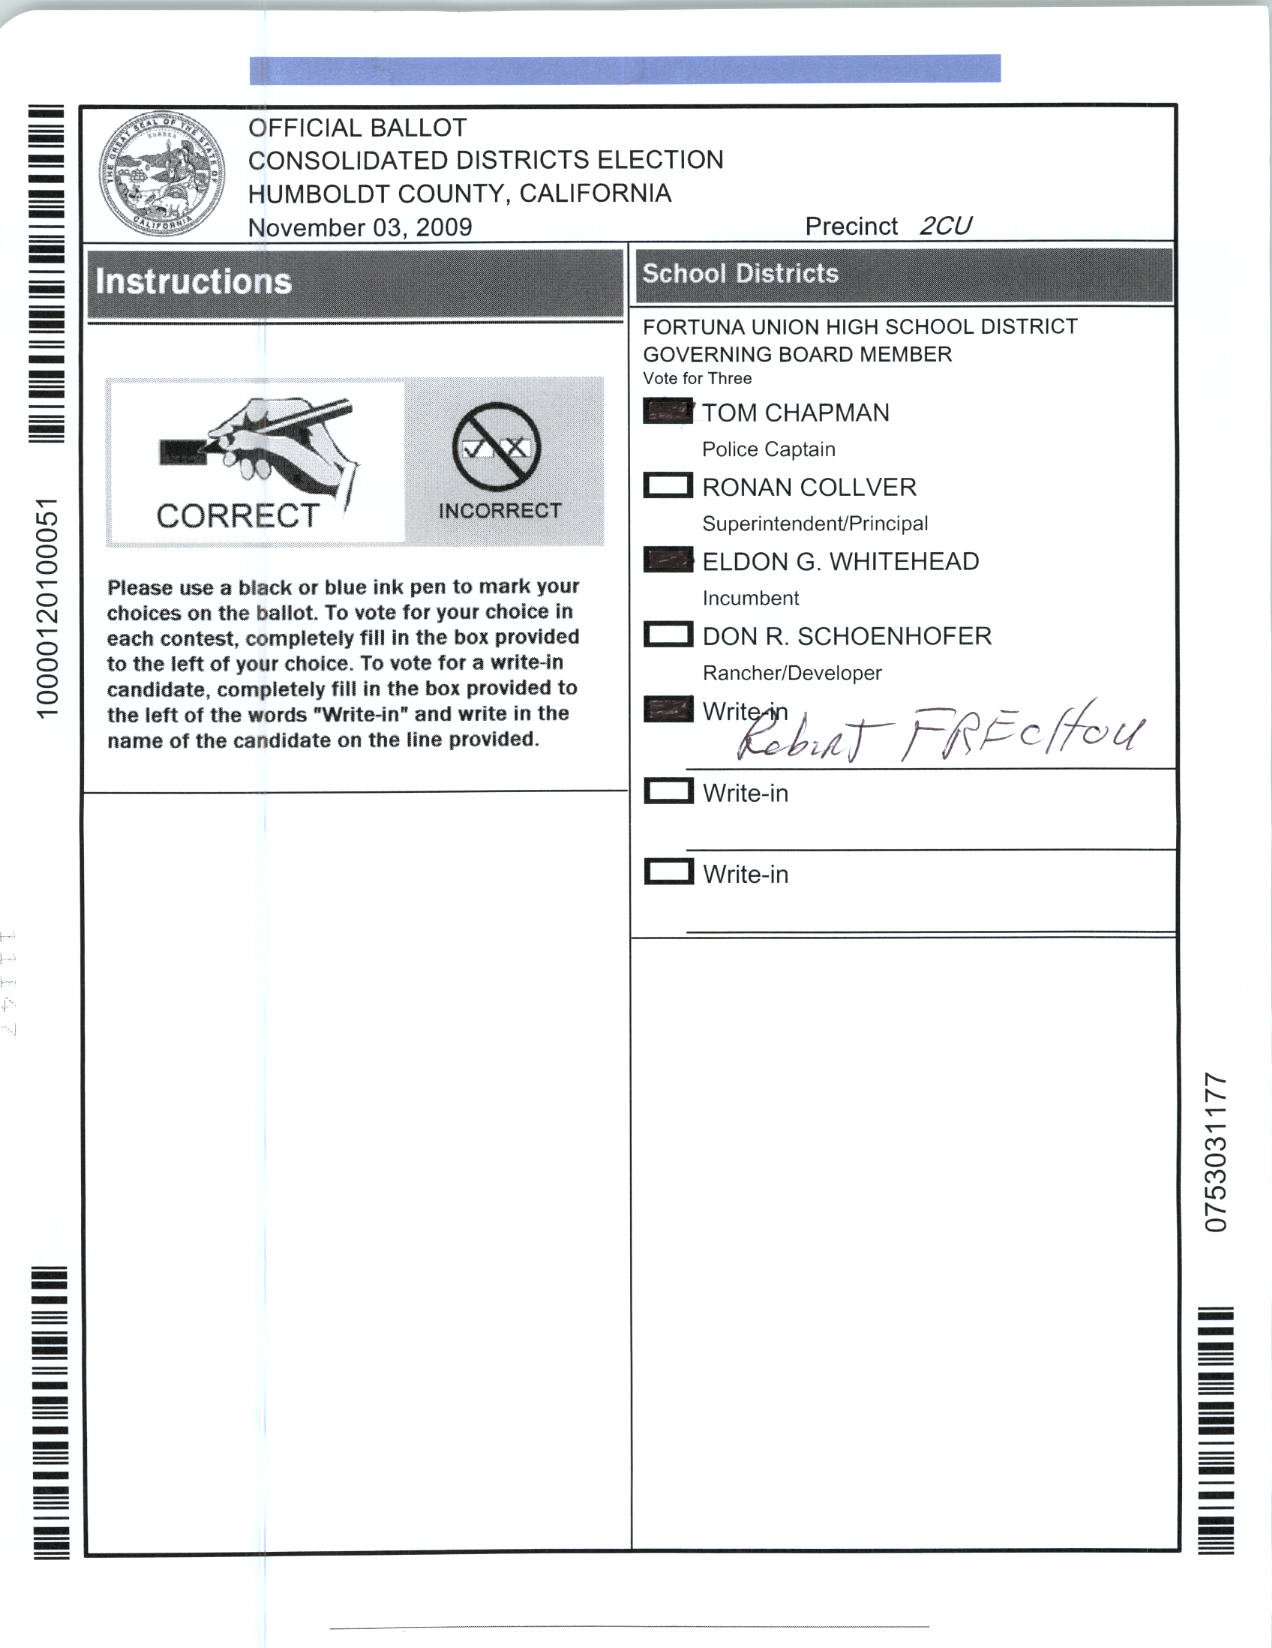 OFFICIAL BALLOT
CONSOLIDATED DISTRICTS ELECTION
HUMBOLDT COUNTY, CALIFORNIA
November 03, 2009
Precinct 2CU
THE GREAT SEAL OF THE STATE OF CALIFORNIA
EUREKA
100001201000051
Instructions
CORRECT
INCORRECT
Please use a black or blue ink pen to mark your
choices on the ballot. To vote for your choice in
each contest, completely fill in the box provided
to the left of your choice. To vote for a write-in
candidate, completely fill in the box provided to
the left of the words "Write-in" and write in the
name of the candidate on the line provided.
School Districts
FORTUNA UNION HIGH SCHOOL DISTRICT
GOVERNING BOARD MEMBER
Vote for Three
TOM CHAPMAN
Police Captain
RONAN COLLVER
Superintendent/Principal
ELDON G. WHITEHEAD
Incumbent
DON R. SCHOENHOFER
Rancher/Developer
Write-in
Robert FREcHou
Write-in
Write-in
0753031177